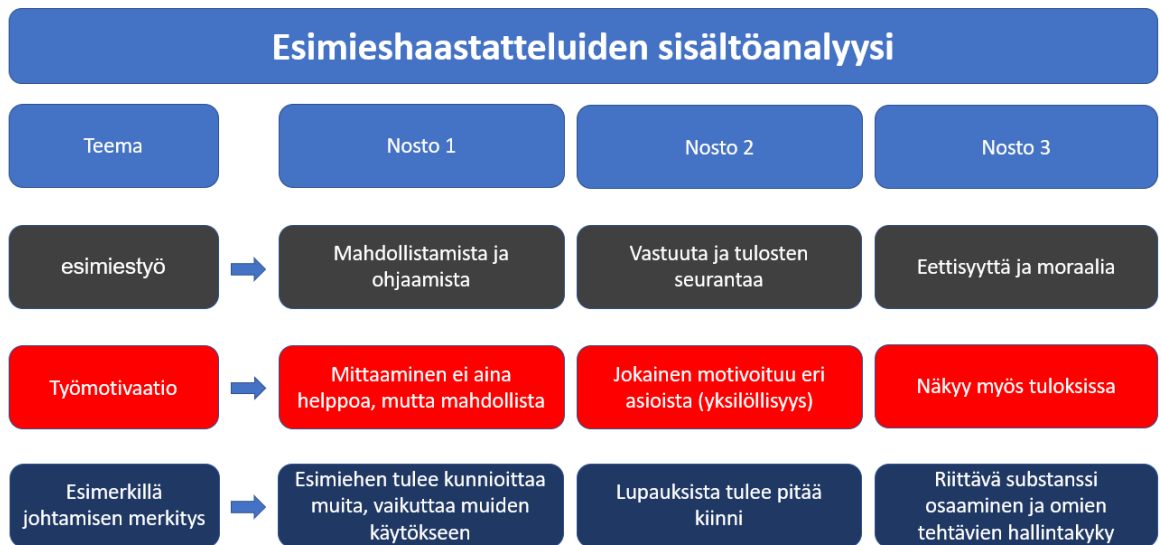 Esimieshaastatteluiden sisältöanalyysi
Teema
Nosto 1
Nosto 2
Nosto 3
esimiestyö
Mahdollistamista ja
ohjaamista
Vastuuta ja tulosten
seurantaa
Eettisyyttä ja moraalia
Työmotivaatio
Mittaaminen ei aina
helppoa, mutta mahdollista
Jokainen motivoituu eri
asioista (yksilöllisyys)
Näkyy myös tuloksissa
Esimerkillä
johtamisen merkitys
Esimiehen tulee kunnioittaa
muita, vaikuttaa muiden
käytökseen
Lupauksista tulee pitää
kiinni
Riittävä substanssi
osaaminen ja omien
tehtävien hallintakyky